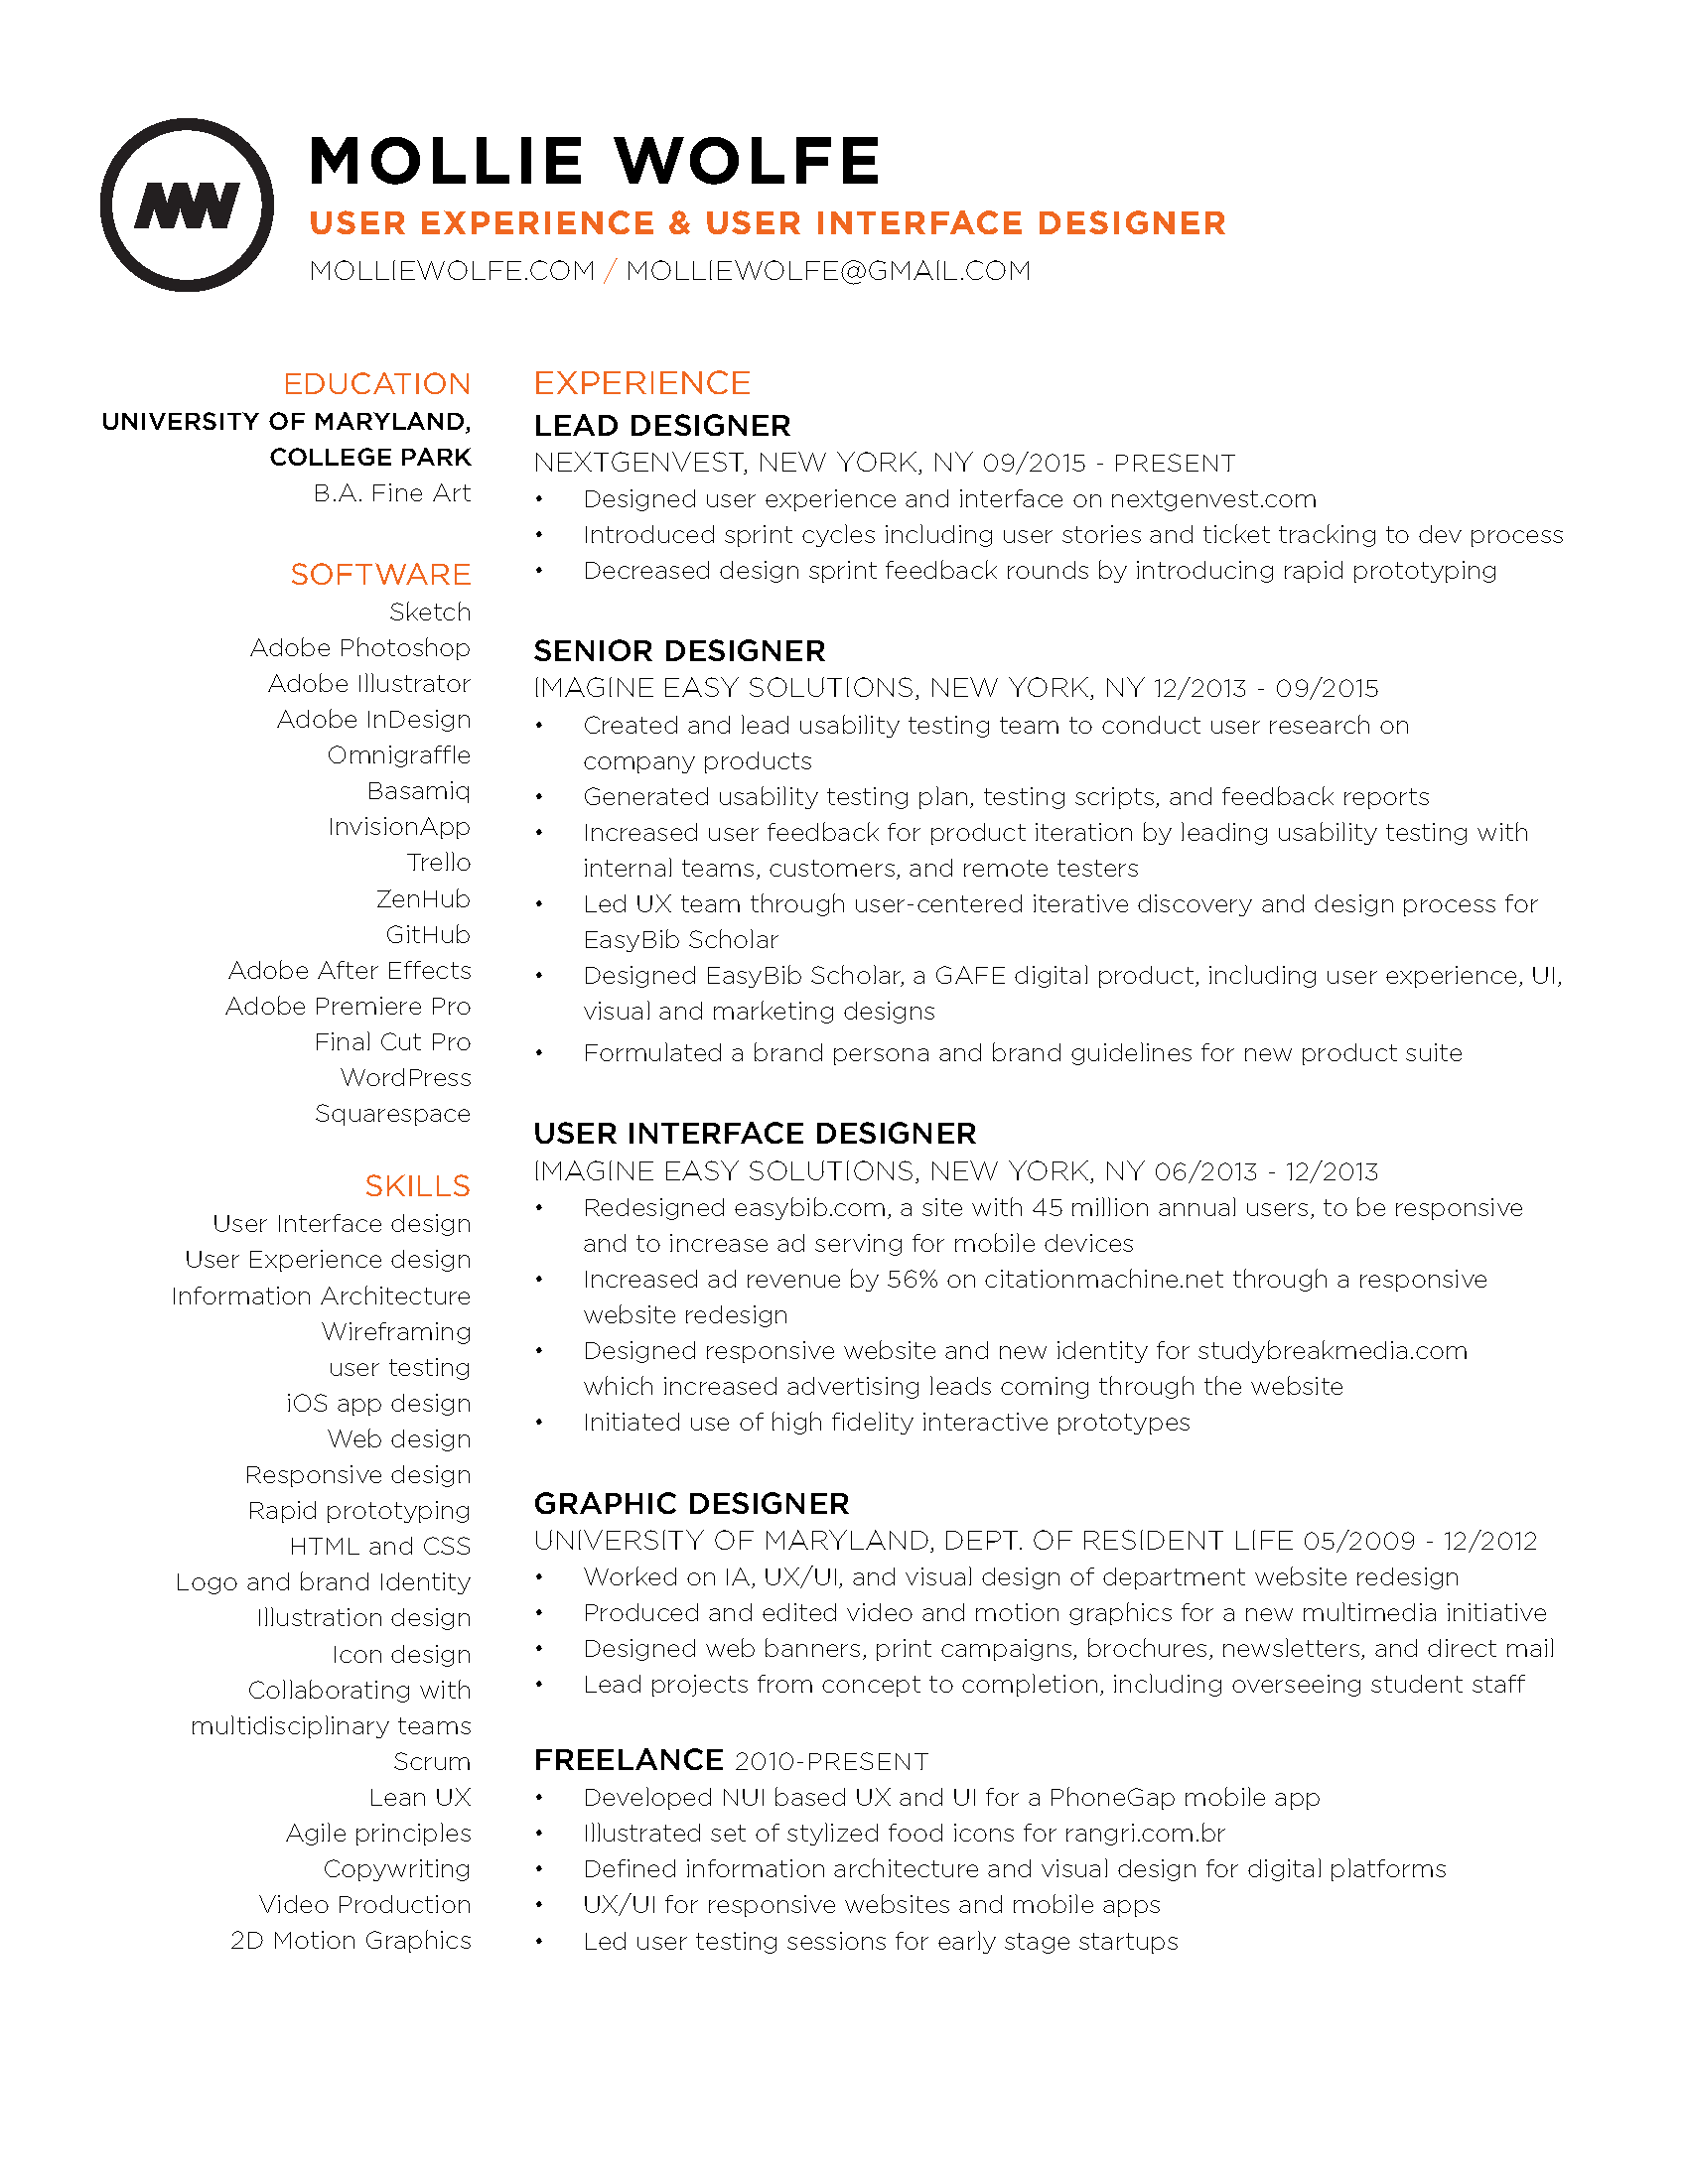 MW
MOLLIE WOLFE
USER EXPERIENCE & USER INTERFACE DESIGNER
MOLLIEWOLFE.COM / MOLLIEWOLFE@GMAIL.COM
EDUCATION
UNIVERSITY OF MARYLAND,
COLLEGE PARK
B.A. Fine Art
SOFTWARE
Sketch
Adobe Photoshop
Adobe Illustrator
Adobe InDesign
Omnigraffle
Basamiq
InvisionApp
Trello
ZenHub
GitHub
Adobe After Effects
Adobe Premiere Pro
Final Cut Pro
WordPress
Squarespace
SKILLS
User Interface design
User Experience design
Information Architecture
Wireframing
user testing
iOS app design
Web design
Responsive design
Rapid prototyping
HTML and CSS
Logo and brand Identity
Illustration design
Icon design
Collaborating with
multidisciplinary teams
Scrum
Lean UX
Agile principles
Copywriting
Video Production
2D Motion Graphics
EXPERIENCE
LEAD DESIGNER
NEXTGENVEST, NEW YORK, NY 09/2015 - PRESENT
• Designed user experience and interface on nextgenvest.com
• Introduced sprint cycles including user stories and ticket tracking to dev process
• Decreased design sprint feedback rounds by introducing rapid prototyping
SENIOR DESIGNER
IMAGINE EASY SOLUTIONS, NEW YORK, NY 12/2013 - 09/2015
• Created and lead usability testing team to conduct user research on
company products
• Generated usability testing plan, testing scripts, and feedback reports
• Increased user feedback for product iteration by leading usability testing with
internal teams, customers, and remote testers
• Led UX team through user-centered iterative discovery and design process for
EasyBib Scholar
• Designed EasyBib Scholar, a GAFE digital product, including user experience, UI,
visual and marketing designs
• Formulated a brand persona and brand guidelines for new product suite
USER INTERFACE DESIGNER
IMAGINE EASY SOLUTIONS, NEW YORK, NY 06/2013 - 12/2013
• Redesigned easybib.com, a site with 45 million annual users, to be responsive
and to increase ad serving for mobile devices
• Increased ad revenue by 56% on citationmachine.net through a responsive
website redesign
• Designed responsive website and new identity for studybreakmedia.com
which increased advertising leads coming through the website
• Initiated use of high fidelity interactive prototypes
GRAPHIC DESIGNER
UNIVERSITY OF MARYLAND, DEPT. OF RESIDENT LIFE 05/2009 - 12/2012
• Worked on IA, UX/UI, and visual design of department website redesign
• Produced and edited video and motion graphics for a new multimedia initiative
• Designed web banners, print campaigns, brochures, newsletters, and direct mail
• Lead projects from concept to completion, including overseeing student staff
FREELANCE 2010-PRESENT
• Developed NUI based UX and UI for a PhoneGap mobile app
• Illustrated set of stylized food icons for rangri.com.br
• Defined information architecture and visual design for digital platforms
• UX/UI for responsive websites and mobile apps
• Led user testing sessions for early stage startups